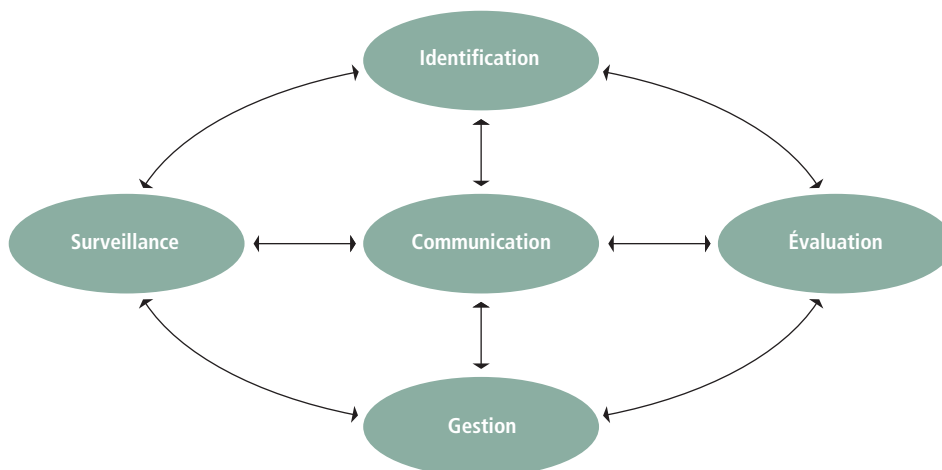 Identification
Surveillance
Communication
Évaluation
Gestion